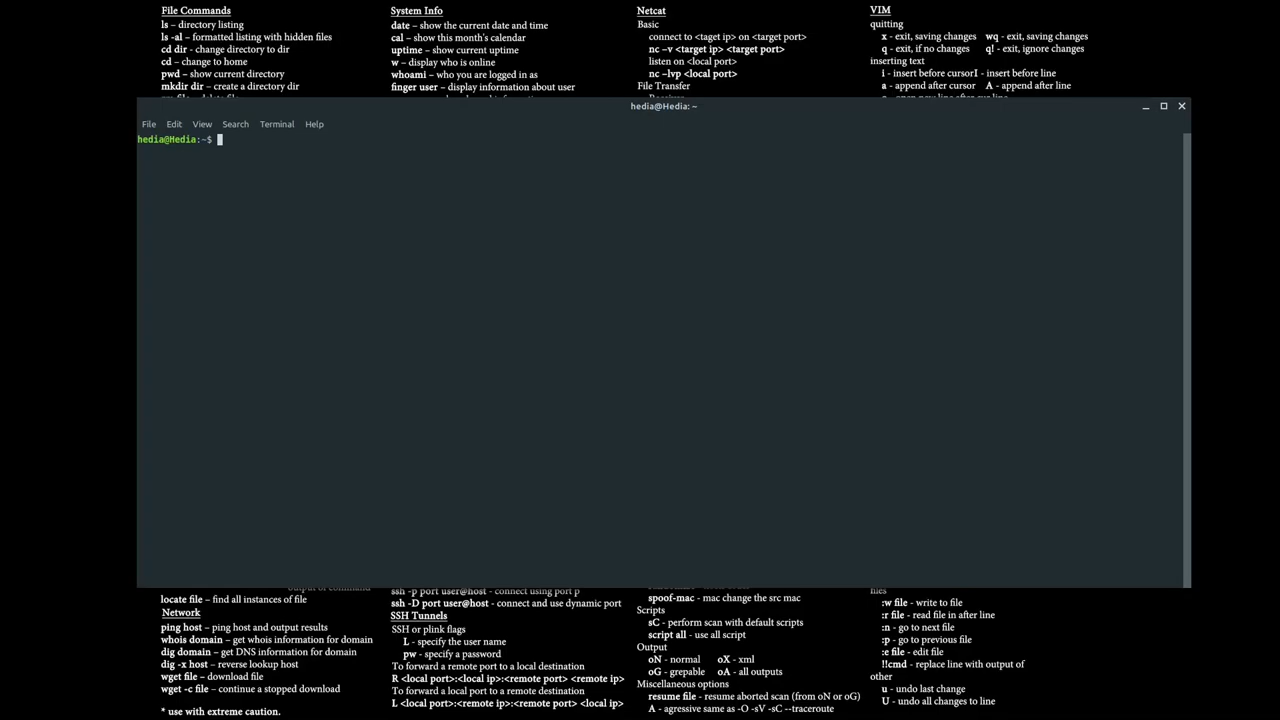 File Commands
ls – directory listing
ls -al – formatted listing with hidden files
cd dir - change directory to dir
cd – change to home
pwd – show current directory
mkdir dir – create a directory dir
System Info
date – show the current date and time
cal – show this month's calendar
uptime – show current uptime
w – display who is online
whoami – who you are logged in as
finger user – display information about user
Netcat
Basic
connect to <taget ip> on <target port>
nc –v <target ip> <target port>
listen on <local port>
nc –lvp <local port>
File Transfer
VIM
quitting
x - exit, saving changes wq - exit, saving changes
q - exit, if no changes q! - exit, ignore changes
inserting text
i - insert before cursorI - insert before line
a - append after cursor A - append after line
hedia@Hedia: ~
File Edit View Search Terminal Help
hedia@Hedia:~$
output of command
locate file – find all instances of file
Network
ping host – ping host and output results
whois domain – get whois information for domain
dig domain – get DNS information for domain
dig -x host – reverse lookup host
wget file – download file
wget -c file – continue a stopped download
* use with extreme caution.
ssh -p port user@host - connect using port p
ssh -D port user@host - connect and use dynamic port
SSH Tunnels
SSH or plink flags
L - specify the user name
pw - specify a password
To forward a remote port to a local destination
R <local port>:<local ip>:<remote port> <remote ip>
To forward a local port to a remote destination
L <local port>:<remote ip>:<remote port> <local ip>
spoof-mac - mac change the src mac
Scripts
sC - perform scan with default scripts
script all - use all script
Output
oN - normal oX - xml
oG - grepable oA - all outputs
Miscellaneous options
resume file - resume aborted scan (from oN or oG)
A - agressive same as -O -sV -sC --traceroute
files
:w file - write to file
:r file - read file in after line
:n - go to next file
:p - go to previous file
:e file - edit file
!!cmd - replace line with output of
other
u - undo last change
U - undo all changes to line